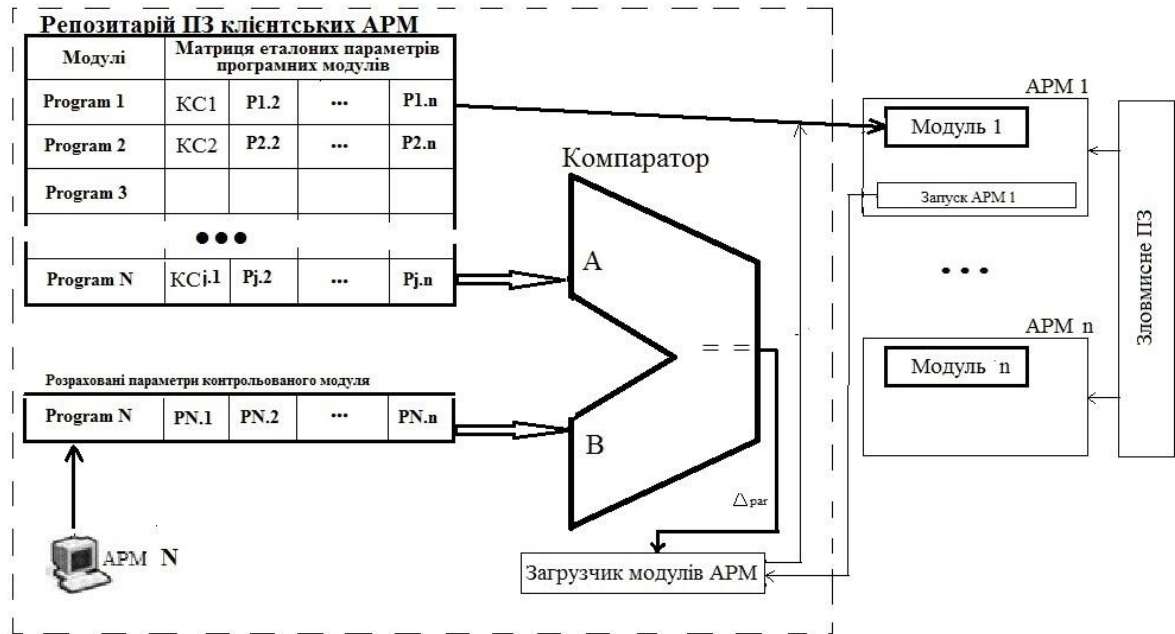 Репозитарій ПЗ клієнтських АРМ
Модулі
Матриця еталоних параметрів
програмних модулів
Program 1 КС1 P1.2 ... P1.n
Program 2 КС2 P2.2 ... P2.n
Program 3
●●●
Program N КСj.1 Pj.2 ... Pj.n
Компаратор
A
= =
B
Розраховані параметри контрольованого модуля
Program N PN.1 PN.2 ... PN.n
АРМ N
△par
Загрузчик модулів АРМ
АРМ 1
Модуль 1
Запуск АРМ 1
...
АРМ n
Модуль n
Зловмисне ПЗ